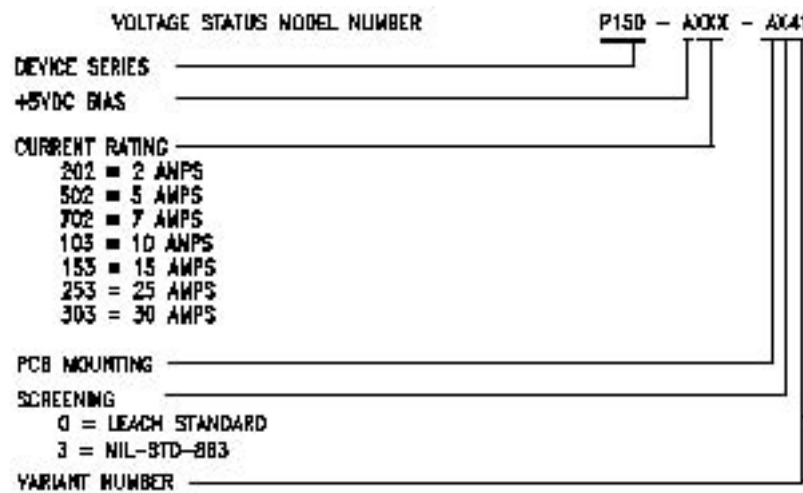 VOLTAGE STATUS MODEL NUMBER P150 - AXXX - AX41
DEVICE SERIES
+5VDC BIAS
CURRENT RATING
202 = 2 AMPS
502 = 5 AMPS
702 = 7 AMPS
103 = 10 AMPS
153 = 15 AMPS
253 = 25 AMPS
303 = 30 AMPS
PCB MOUNTING
SCREENING
0 = LEACH STANDARD
3 = MIL-STD-883
VARIANT NUMBER